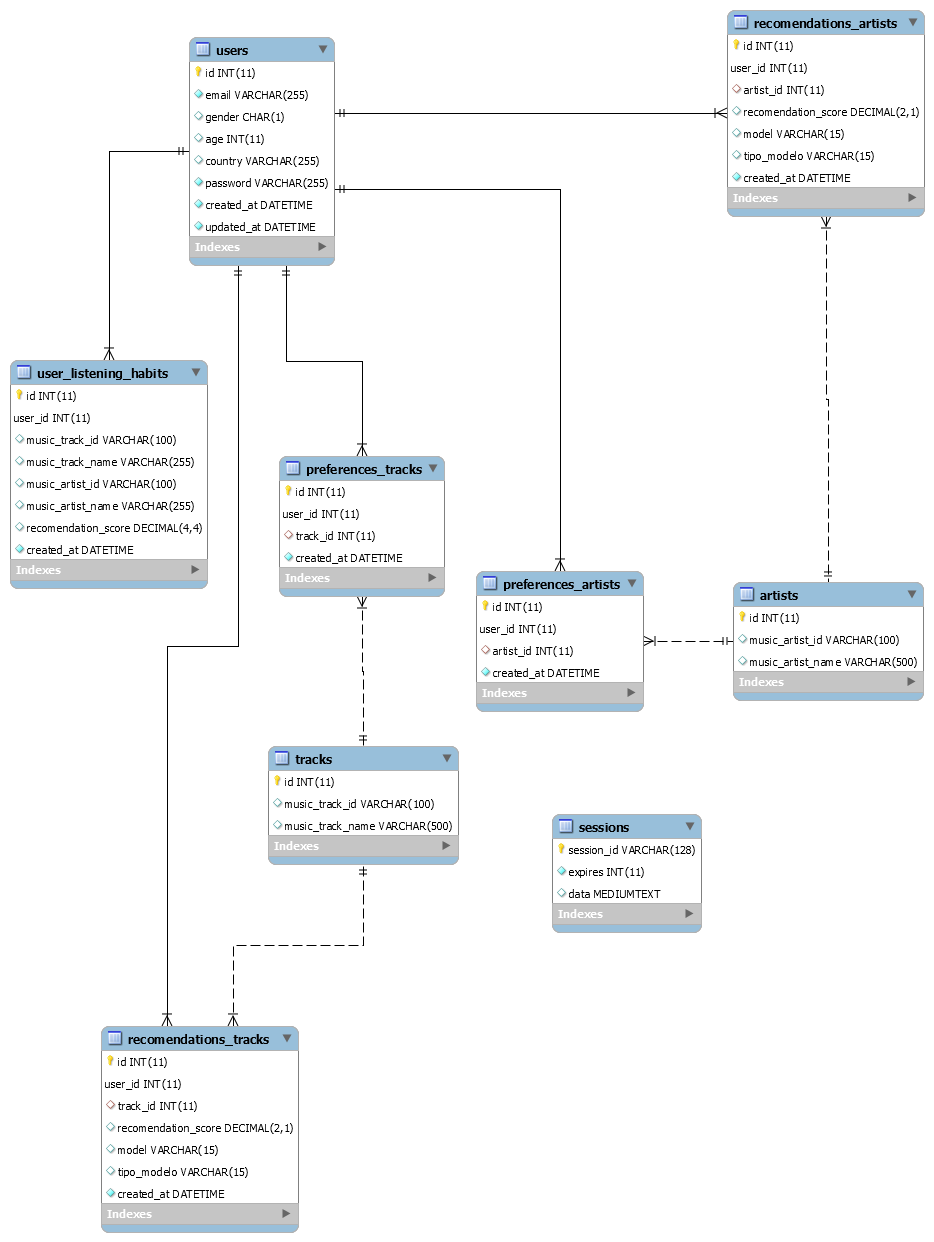 users
id INT(11)
email VARCHAR(255)
gender CHAR(1)
age INT(11)
country VARCHAR(255)
password VARCHAR(255)
created_at DATETIME
updated_at DATETIME
Indexes
recomendations_artists
id INT(11)
user_id INT(11)
artist_id INT(11)
recomendation_score DECIMAL(2,1)
model VARCHAR(15)
tipo_modelo VARCHAR(15)
created_at DATETIME
Indexes
user_listening_habits
id INT(11)
user_id INT(11)
music_track_id VARCHAR(100)
music_track_name VARCHAR(255)
music_artist_id VARCHAR(100)
music_artist_name VARCHAR(255)
recomendation_score DECIMAL(4,4)
created_at DATETIME
Indexes
preferences_tracks
id INT(11)
user_id INT(11)
track_id INT(11)
created_at DATETIME
Indexes
preferences_artists
id INT(11)
user_id INT(11)
artist_id INT(11)
created_at DATETIME
Indexes
artists
id INT(11)
music_artist_id VARCHAR(100)
music_artist_name VARCHAR(500)
Indexes
tracks
id INT(11)
music_track_id VARCHAR(100)
music_track_name VARCHAR(500)
Indexes
sessions
session_id VARCHAR(128)
expires INT(11)
data MEDIUMTEXT
Indexes
recomendations_tracks
id INT(11)
user_id INT(11)
track_id INT(11)
recomendation_score DECIMAL(2,1)
model VARCHAR(15)
tipo_modelo VARCHAR(15)
created_at DATETIME
Indexes